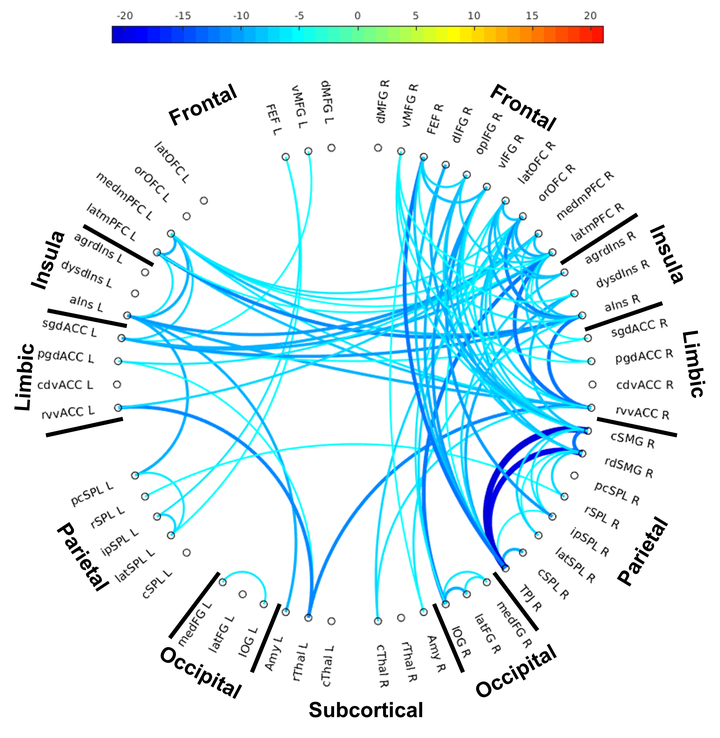 -20 -15 -10 -5 0 5 10 15 20
Frontal
FEF L
vMFG L
dMFG L
dMFG R
vMFG R
FEF R
dIFG R
opIFG R
vIFG R
latOFC R
orOFC R
medmPFC R
latmPFC R
Frontal
latOFC L
orOFC L
medmPFC L
latmPFC L
Insula
agrdIns L
dysdIns L
aIns L
agrdIns R
dysdIns R
aIns R
Insula
Limbic
sgdACC L
pgdACC L
cdvACC L
rvvACC L
sgdACC R
pgdACC R
cdvACC R
rvvACC R
Limbic
Parietal
pcSPL L
rSPL L
ipSPL L
latSPL L
cSPL L
cSMG R
rdSMG R
pcSPL R
rSPL R
ipSPL R
latSPL R
cSPL R
TPJ R
Parietal
Occipital
medFG L
latFG L
IOG L
Amy L
rThal L
cThal L
cThal R
rThal R
Amy R
IOG R
latFG R
medFG R
Occipital
Subcortical